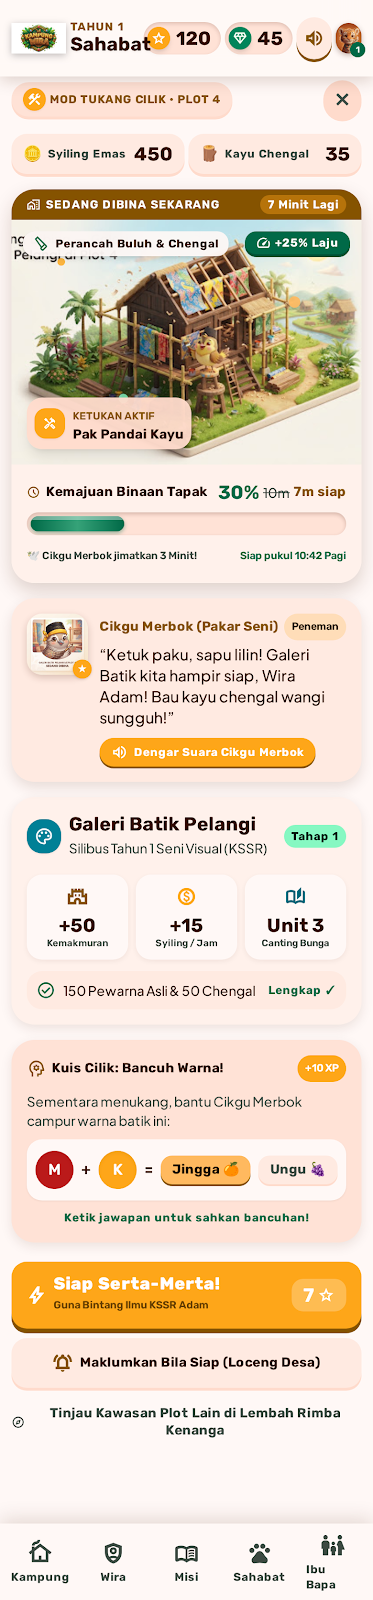 KAMPUNG
TAHUN 1
Sahabat
120
45
1
MOD TUKANG CILIK • PLOT 4
✕
Syiling Emas 450
Kayu Chengal 35
SEDANG DIBINA SEKARANG
7 Minit Lagi
Perancah Buluh & Chengal
+25% Laju
Pelangi di Plot 4
KETUKAN AKTIF
Pak Pandai Kayu
Kemajuan Binaan Tapak 30% 10m 7m siap
🕊️ Cikgu Merbok jimatkan 3 Minit!
Siap pukul 10:42 Pagi
Cikgu Merbok (Pakar Seni)
Peneman
“Ketuk paku, sapu lilin! Galeri
Batik kita hampir siap, Wira
Adam! Bau kayu chengal wangi
sungguh!”
Dengar Suara Cikgu Merbok
Galeri Batik Pelangi
Silibus Tahun 1 Seni Visual (KSSR)
Tahap 1
+50
Kemakmuran
+15
Syiling / Jam
Unit 3
Canting Bunga
150 Pewarna Asli & 50 Chengal
Lengkap ✓
Kuis Cilik: Bancuh Warna!
+10 XP
Sementara menukang, bantu Cikgu Merbok
campur warna batik ini:
M + K = Jingga 🍊 Ungu 🍇
Ketik jawapan untuk sahkan bancuhan!
Siap Serta-Merta!
Guna Bintang Ilmu KSSR Adam
7 ☆
Maklumkan Bila Siap (Loceng Desa)
Tinjau Kawasan Plot Lain di Lembah Rimba
Kenanga
Kampung
Wira
Misi
Sahabat
Ibu
Bapa